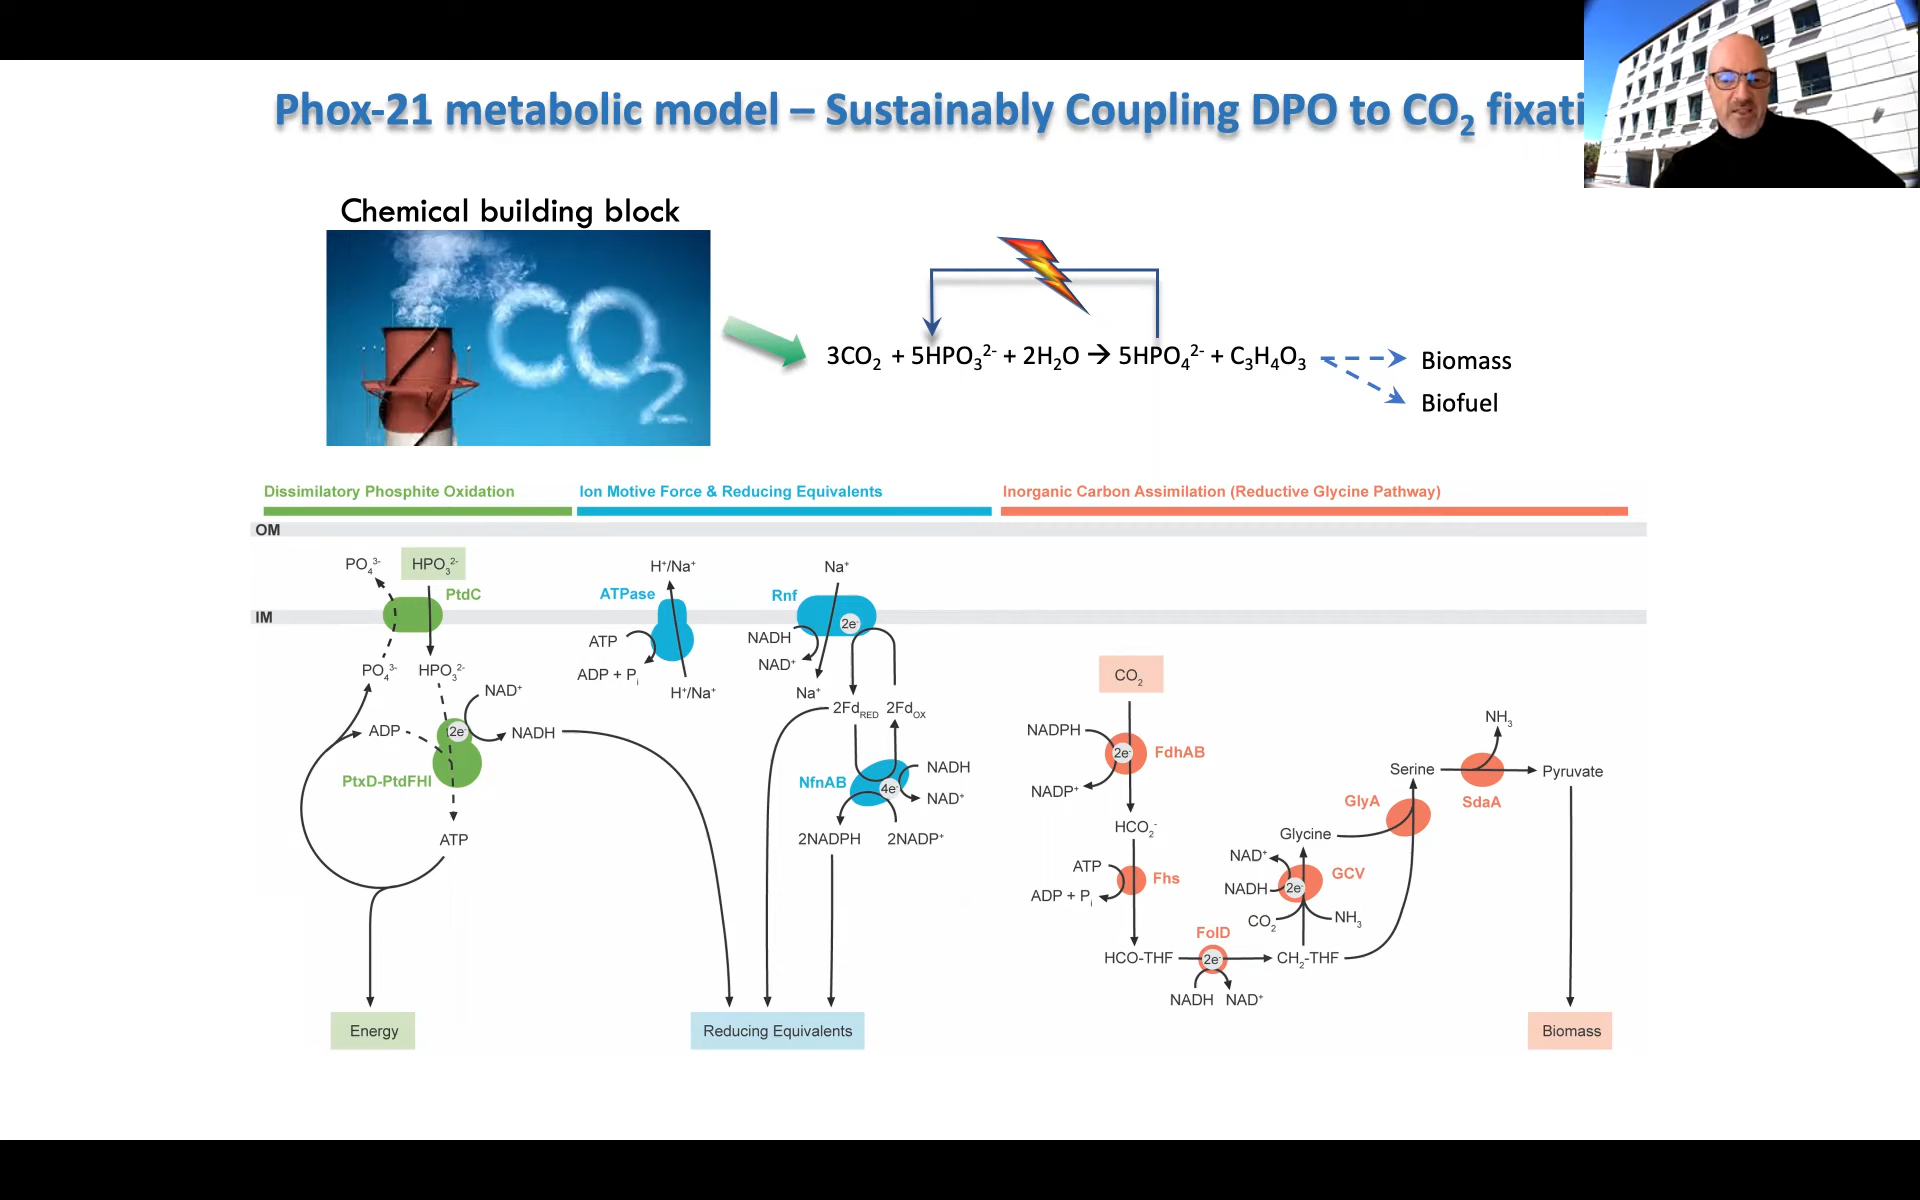 Phox-21 metabolic model – Sustainably Coupling DPO to CO₂ fixati
Chemical building block
CO2
3CO₂ + 5HPO₃²⁻ + 2H₂O → 5HPO₄²⁻ + C₃H₄O₃
Biomass
Biofuel
Dissimilatory Phosphite Oxidation
Ion Motive Force & Reducing Equivalents
Inorganic Carbon Assimilation (Reductive Glycine Pathway)
OM
PO₄³⁻
HPO₃²⁻
PtdC
IM
PO₄³⁻
HPO₃²⁻
NAD⁺
ADP
2e⁻
NADH
PtxD-PtdFHI
ATP
Energy
H⁺/Na⁺
ATPase
ATP
ADP + Pᵢ
H⁺/Na⁺
Na⁺
Rnf
2e⁻
NADH
NAD⁺
Na⁺
2Fd_RED
2Fd_OX
NfnAB
NADH
4e⁻
NAD⁺
2NADPH
2NADP⁺
Reducing Equivalents
CO₂
NADPH
2e⁻
FdhAB
NADP⁺
HCO₂⁻
ATP
Fhs
ADP + Pᵢ
HCO-THF
FolD
2e⁻
NADH
NAD⁺
CH₂-THF
CO₂
NH₃
NADH
2e⁻
NAD⁺
GCV
Glycine
GlyA
Serine
NH₃
SdaA
Pyruvate
Biomass